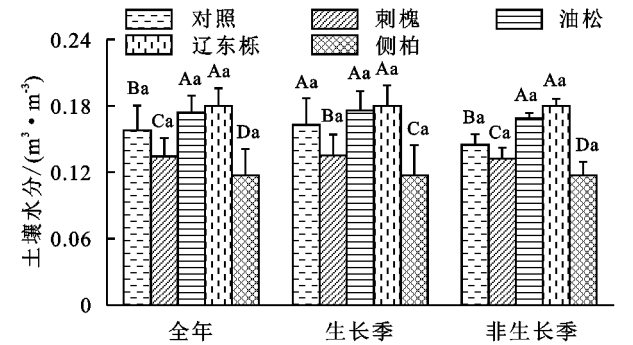 对照 刺槐 油松
辽东栎 侧柏
土壤水分/(m³·m⁻³)
0.24
0.18
0.12
0.06
0
Ba Ca Aa Aa Da
Aa Ba Aa Aa Ca
Ba Ca Aa Aa Da
全年 生长季 非生长季